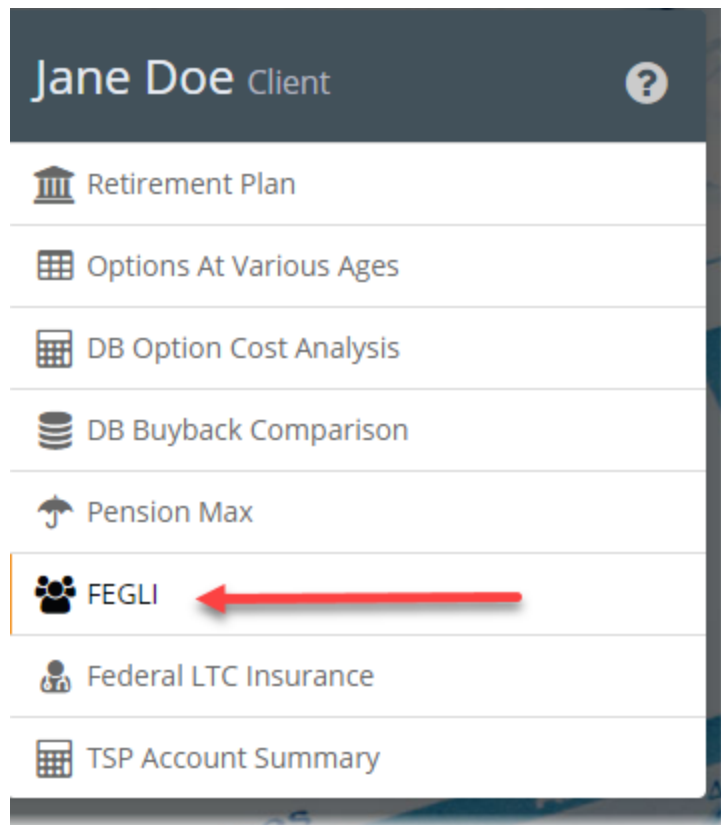 Jane Doe Client
Retirement Plan
Options At Various Ages
DB Option Cost Analysis
DB Buyback Comparison
Pension Max
FEGLI
Federal LTC Insurance
TSP Account Summary